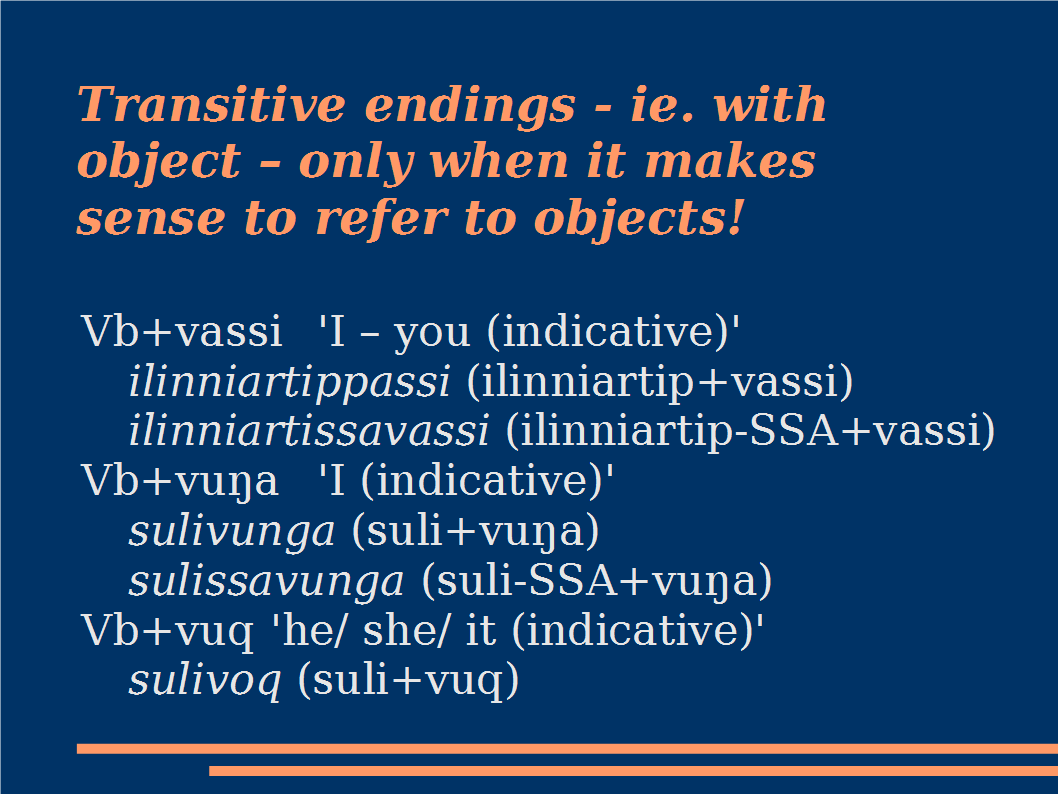 Transitive endings - ie. with
object – only when it makes
sense to refer to objects!
Vb+vassi 'I – you (indicative)'
ilinniartippassi (ilinniartip+vassi)
ilinniartissavassi (ilinniartip-SSA+vassi)
Vb+vuŋa 'I (indicative)'
sulivunga (suli+vuŋa)
sulissavunga (suli-SSA+vuŋa)
Vb+vuq 'he/ she/ it (indicative)'
sulivoq (suli+vuq)